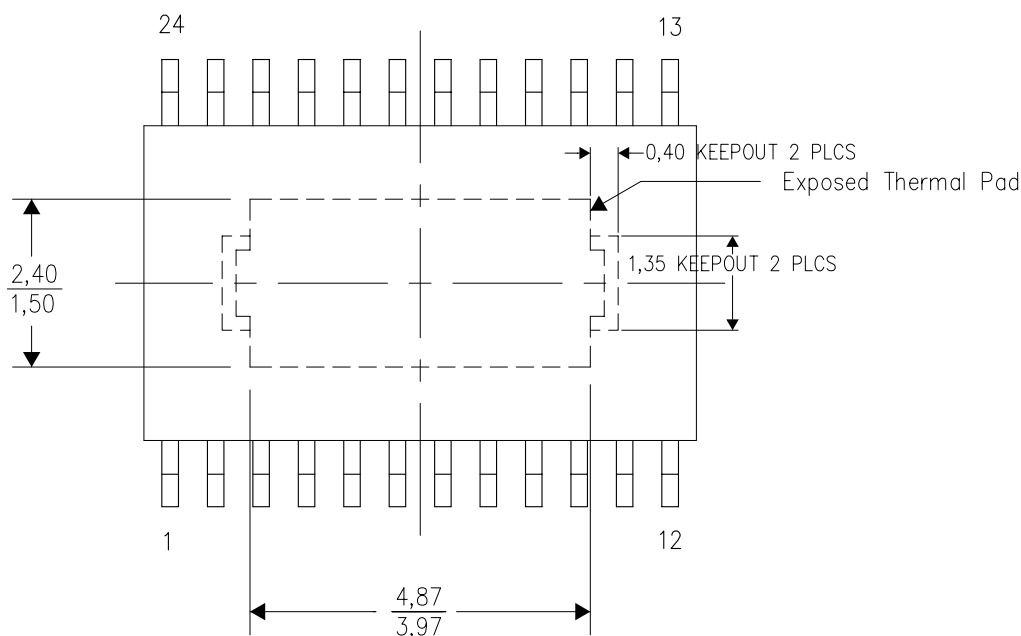 24
13
0,40 KEEPOUT 2 PLCS
Exposed Thermal Pad
1,35 KEEPOUT 2 PLCS
2,40
1,50
1
12
4,87
3,97